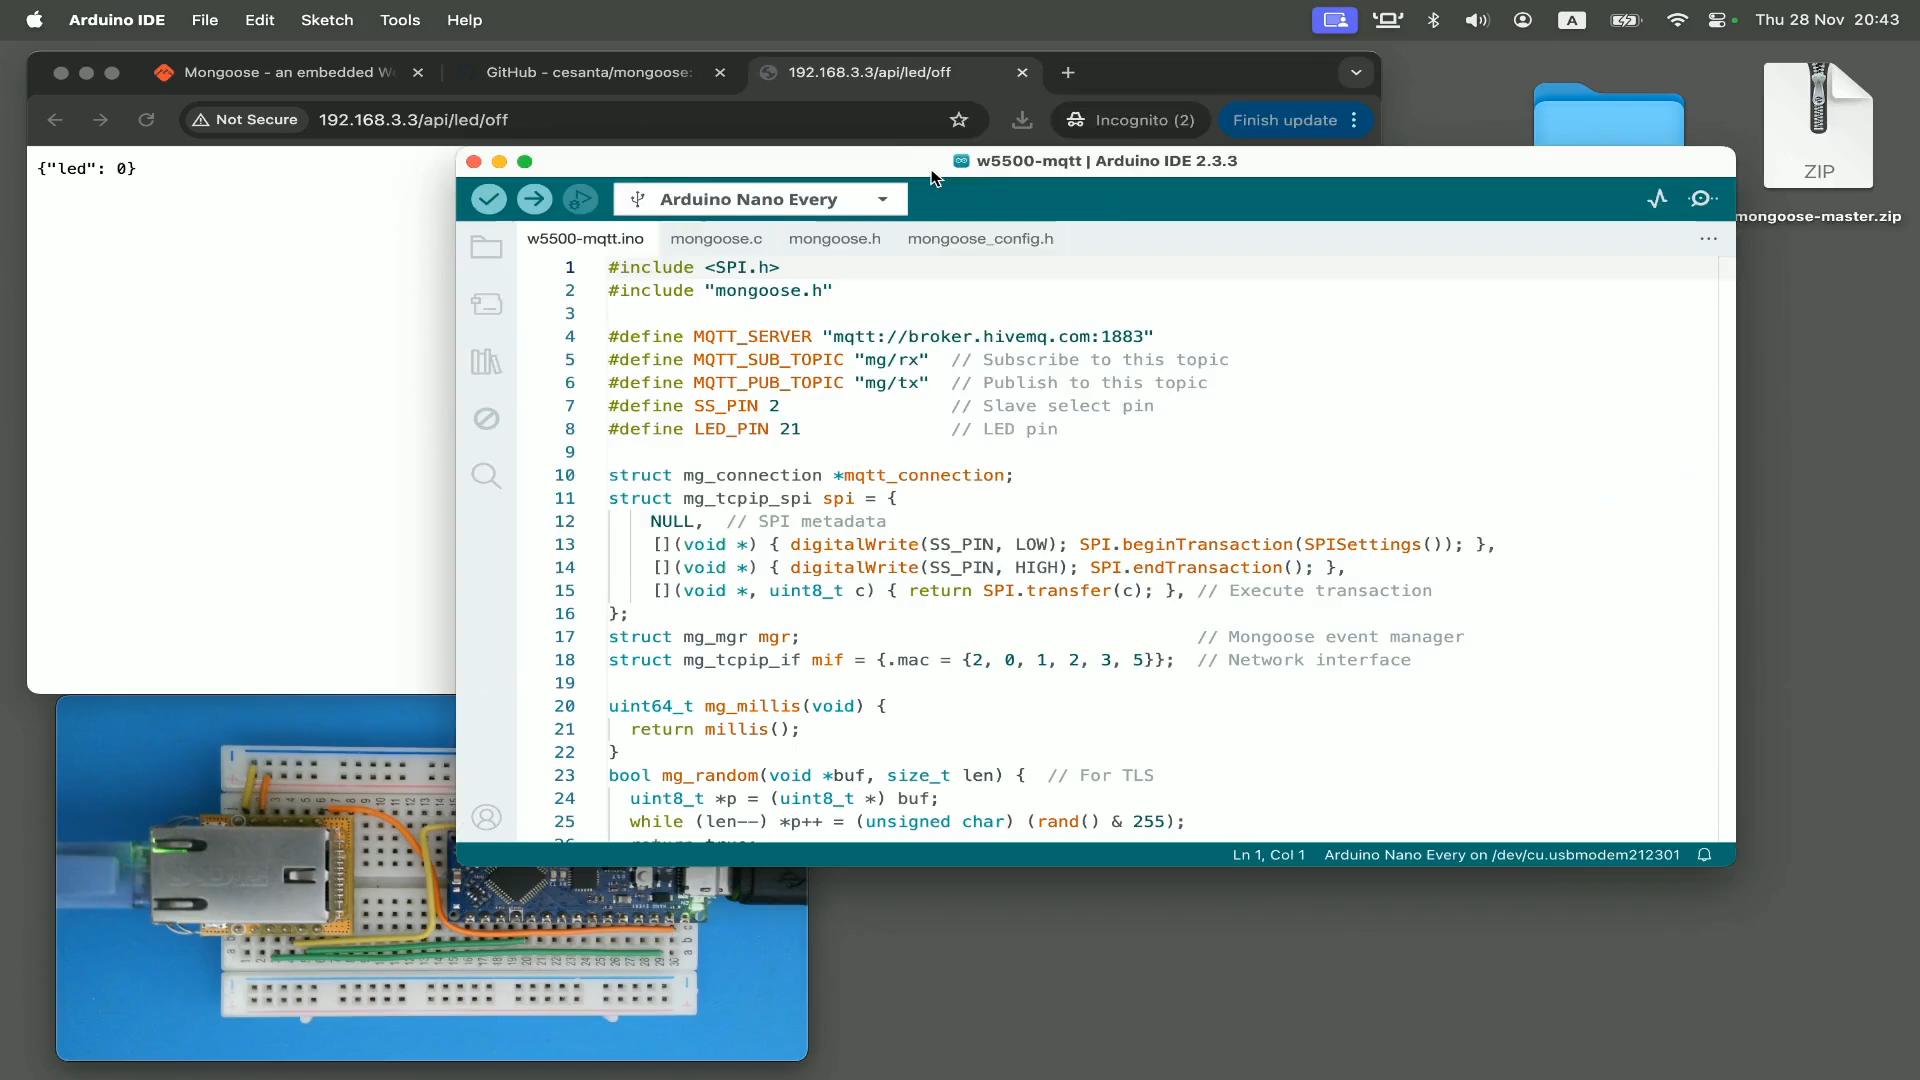 Arduino IDE File Edit Sketch Tools Help
A Thu 28 Nov 20:43
Mongoose - an embedded We
GitHub - cesanta/mongoose:
192.168.3.3/api/led/off
Not Secure 192.168.3.3/api/led/off
Incognito (2)
Finish update
{"led": 0}
ZIP
mongoose-master.zip
w5500-mqtt | Arduino IDE 2.3.3
Arduino Nano Every
w5500-mqtt.ino mongoose.c mongoose.h mongoose_config.h
1 #include <SPI.h>
2 #include "mongoose.h"
3
4 #define MQTT_SERVER "mqtt://broker.hivemq.com:1883"
5 #define MQTT_SUB_TOPIC "mg/rx" // Subscribe to this topic
6 #define MQTT_PUB_TOPIC "mg/tx" // Publish to this topic
7 #define SS_PIN 2 // Slave select pin
8 #define LED_PIN 21 // LED pin
9
10 struct mg_connection *mqtt_connection;
11 struct mg_tcpip_spi spi = {
12 NULL, // SPI metadata
13 [](void *) { digitalWrite(SS_PIN, LOW); SPI.beginTransaction(SPISettings()); },
14 [](void *) { digitalWrite(SS_PIN, HIGH); SPI.endTransaction(); },
15 [](void *, uint8_t c) { return SPI.transfer(c); }, // Execute transaction
16 };
17 struct mg_mgr mgr; // Mongoose event manager
18 struct mg_tcpip_if mif = {.mac = {2, 0, 1, 2, 3, 5}}; // Network interface
19
20 uint64_t mg_millis(void) {
21 return millis();
22 }
23 bool mg_random(void *buf, size_t len) { // For TLS
24 uint8_t *p = (uint8_t *) buf;
25 while (len--) *p++ = (unsigned char) (rand() & 255);
Ln 1, Col 1 Arduino Nano Every on /dev/cu.usbmodem212301